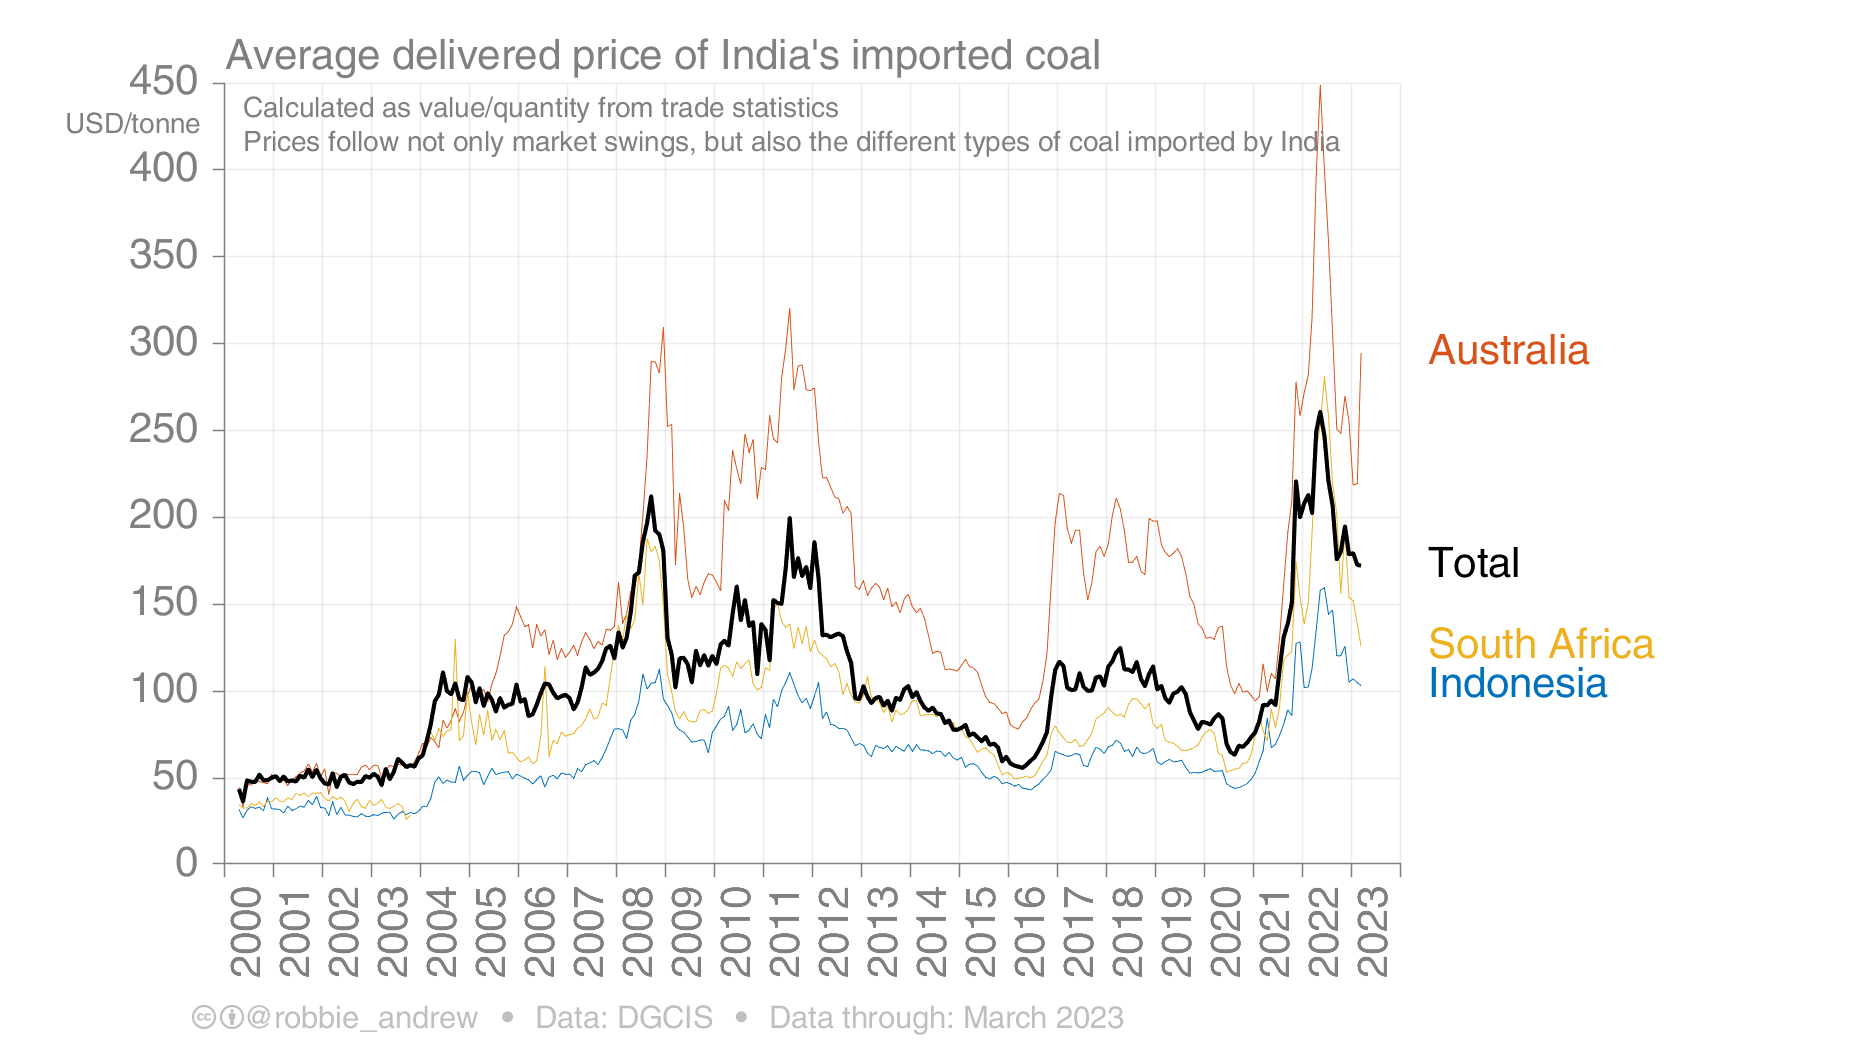 Average delivered price of India's imported coal
450
USD/tonne
Calculated as value/quantity from trade statistics
Prices follow not only market swings, but also the different types of coal imported by India
400
350
300
250
200
150
100
50
0
Australia
Total
South Africa
Indonesia
2000 2001 2002 2003 2004 2005 2006 2007 2008 2009 2010 2011 2012 2013 2014 2015 2016 2017 2018 2019 2020 2021 2022 2023
cc @robbie_andrew • Data: DGCIS • Data through: March 2023